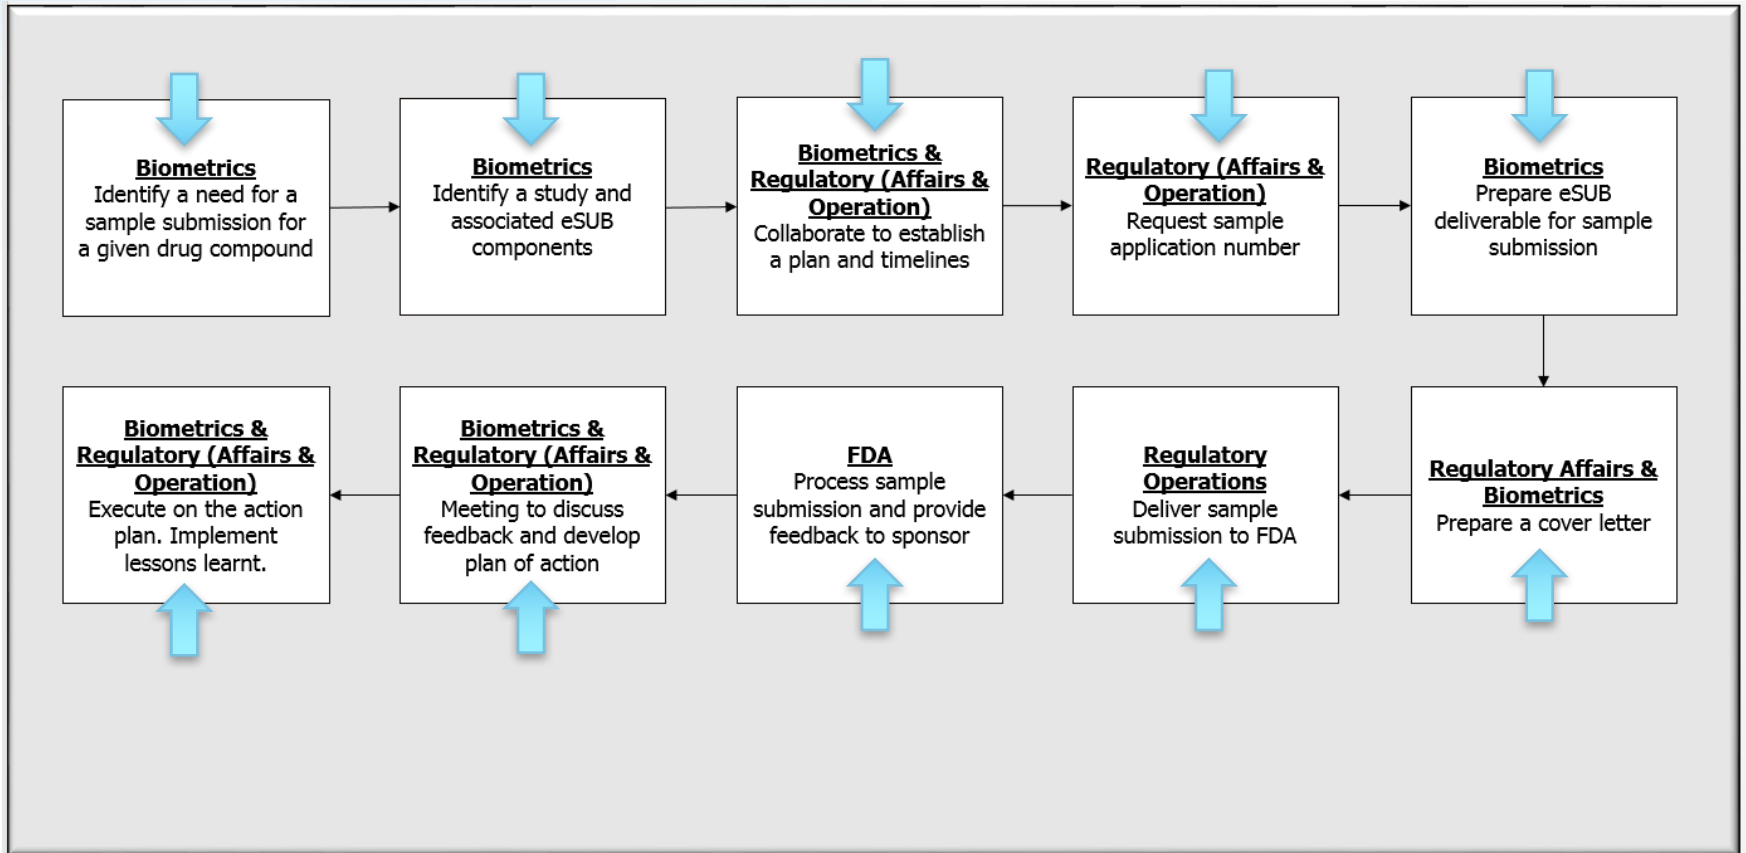 Biometrics
Identify a need for a
sample submission for
a given drug compound
Biometrics
Identify a study and
associated eSUB
components
Biometrics &
Regulatory (Affairs &
Operation)
Collaborate to establish
a plan and timelines
Regulatory (Affairs &
Operation)
Request sample
application number
Biometrics
Prepare eSUB
deliverable for sample
submission
Regulatory Affairs &
Biometrics
Prepare a cover letter
Regulatory
Operations
Deliver sample
submission to FDA
FDA
Process sample
submission and provide
feedback to sponsor
Biometrics &
Regulatory (Affairs &
Operation)
Meeting to discuss
feedback and develop
plan of action
Biometrics &
Regulatory (Affairs &
Operation)
Execute on the action
plan. Implement
lessons learnt.